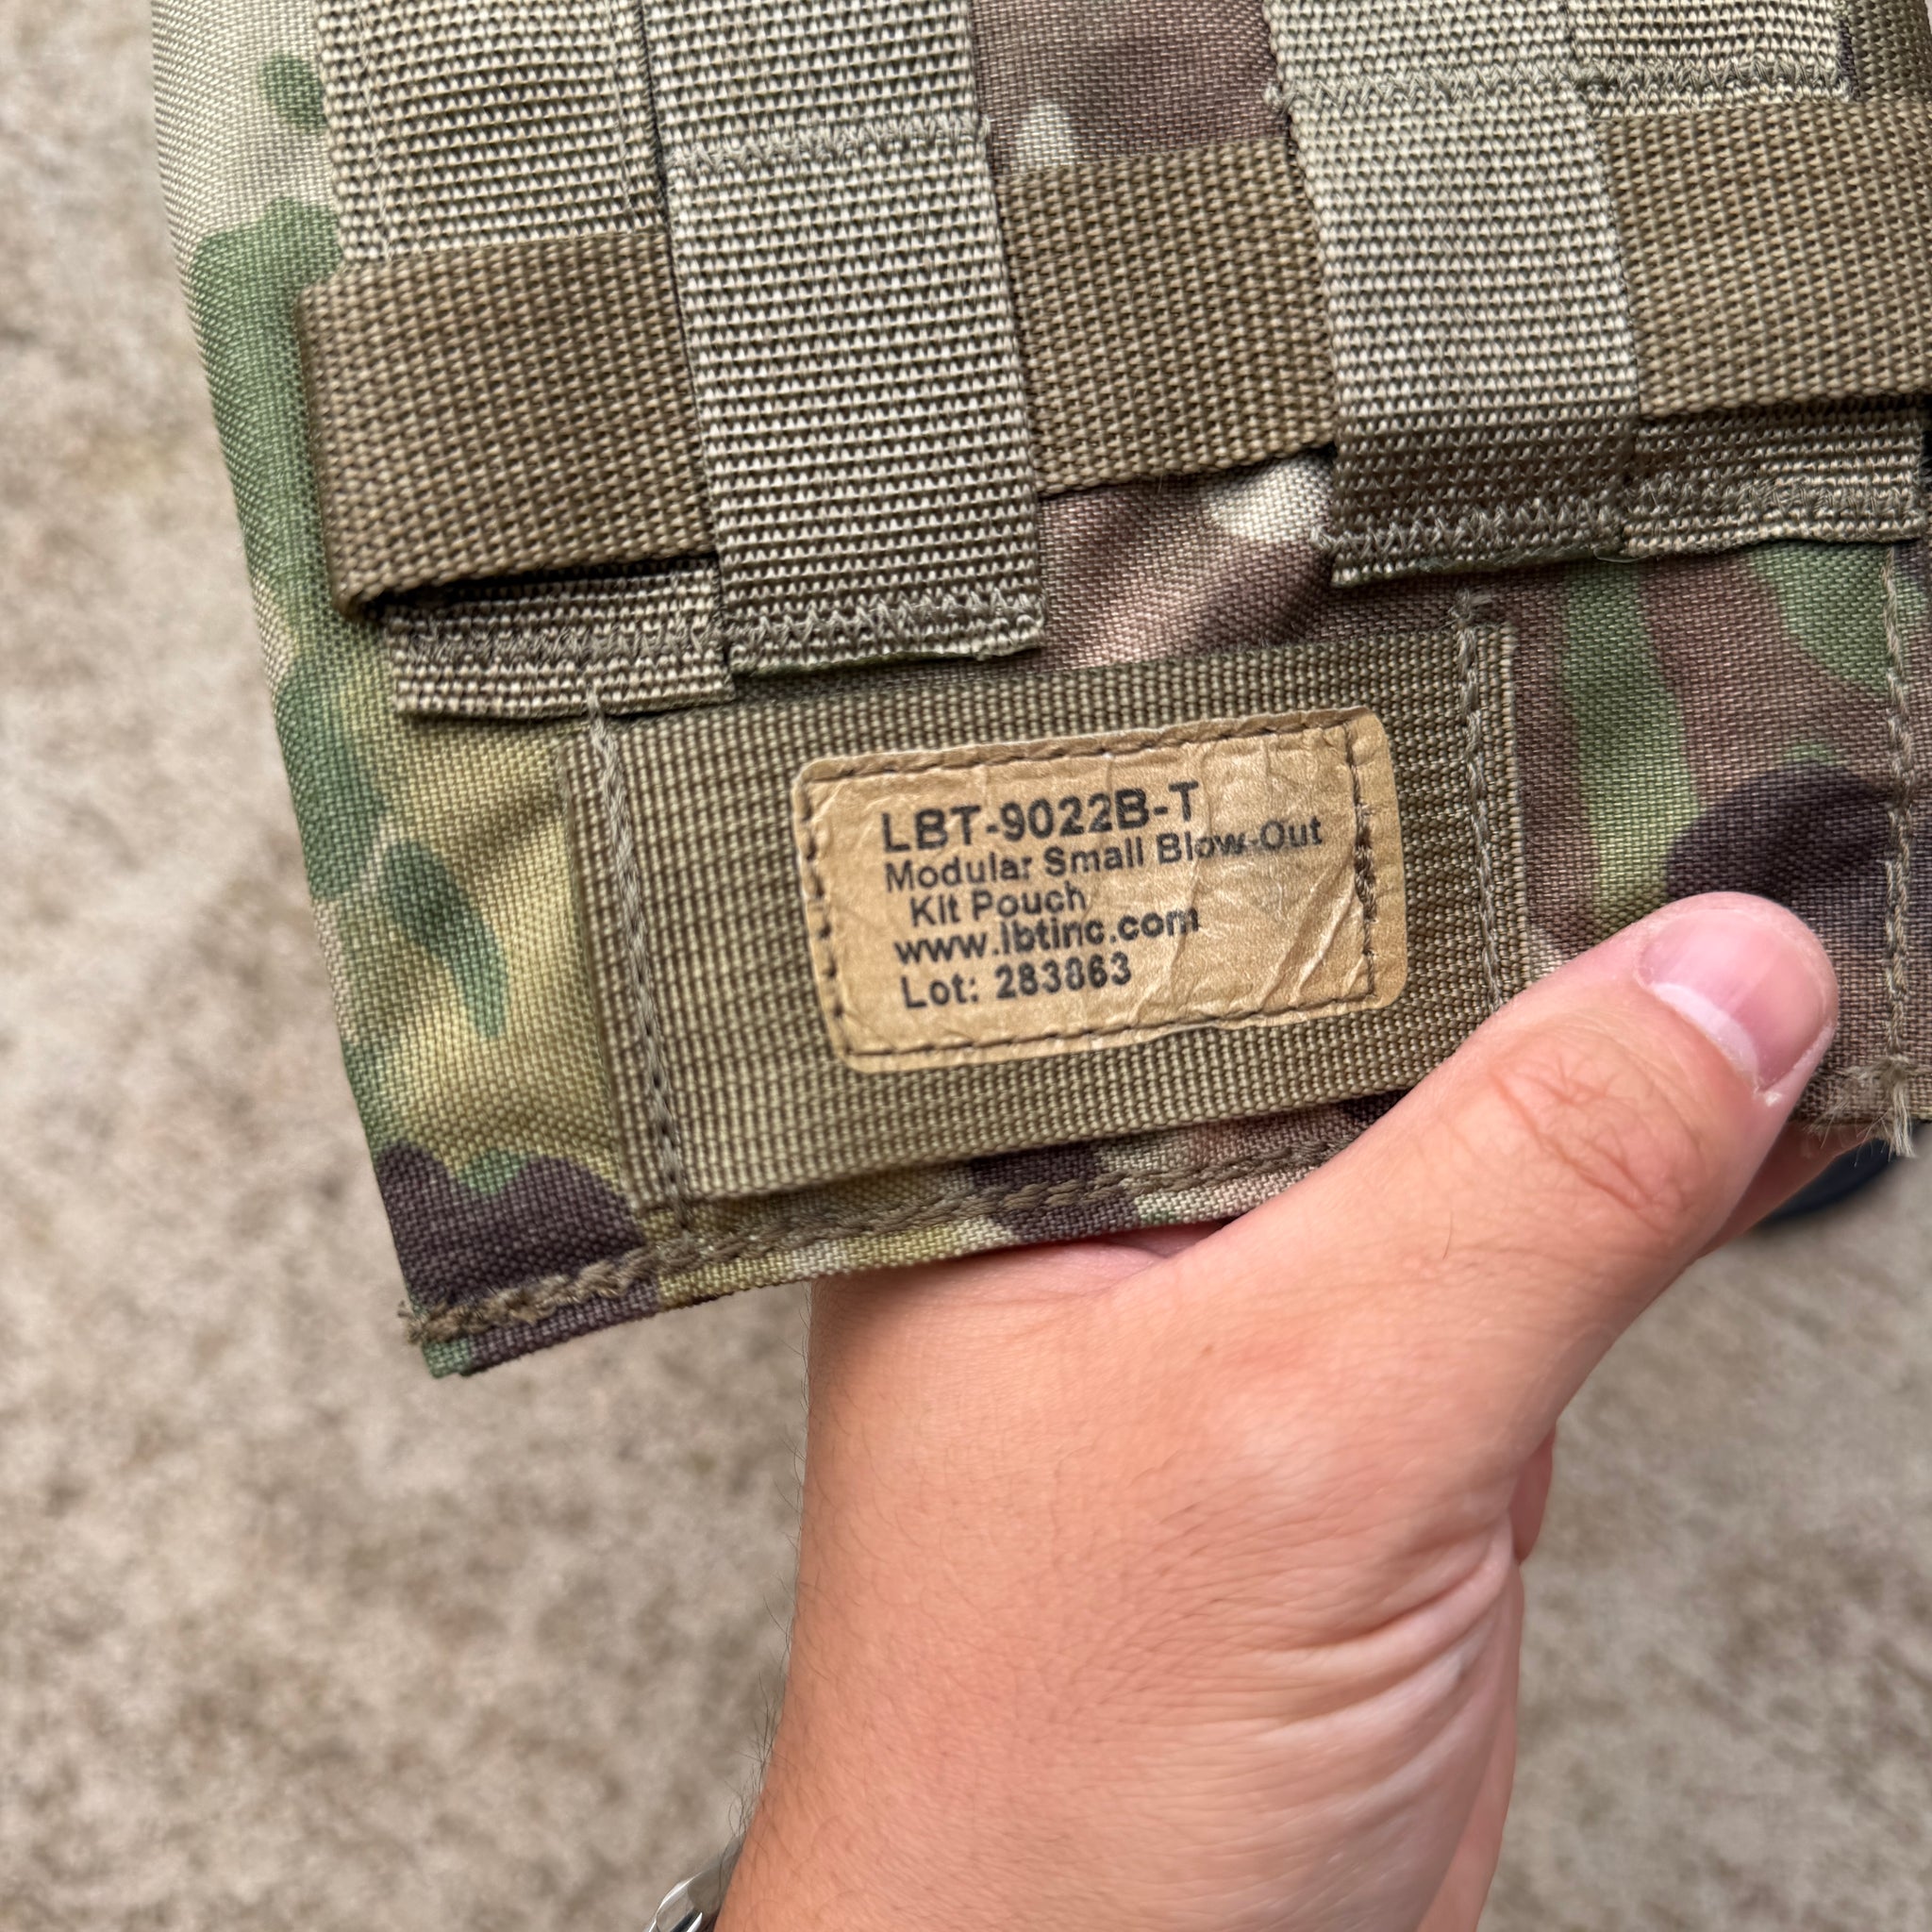 LBT-9022B-T
Modular Small Blow-Out
Kit Pouch
www.lbtinc.com
Lot: 283863